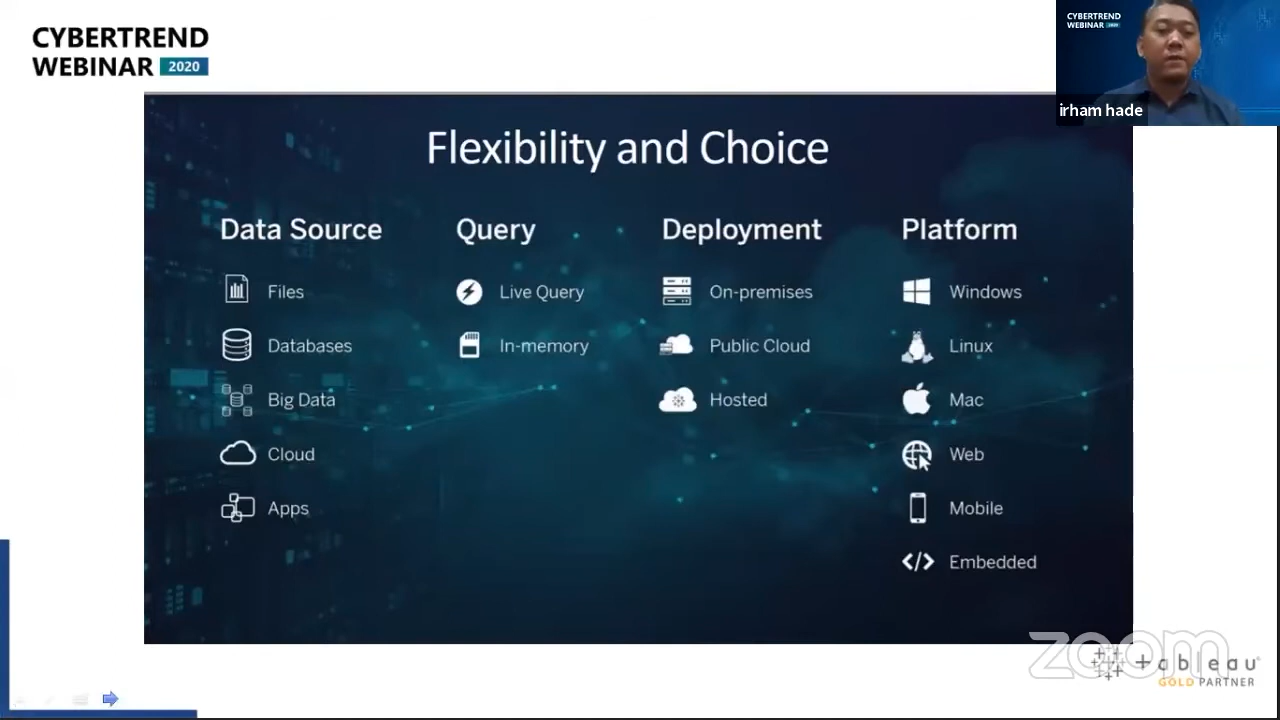 CYBERTREND
WEBINAR 2020
CYBERTREND
WEBINAR 2020
irham hade
Flexibility and Choice
Data Source
Files
Databases
Big Data
Cloud
Apps
Query
Live Query
In-memory
Deployment
On-premises
Public Cloud
Hosted
Platform
Windows
Linux
Mac
Web
Mobile
Embedded
zoom
+ableau
GOLD PARTNER